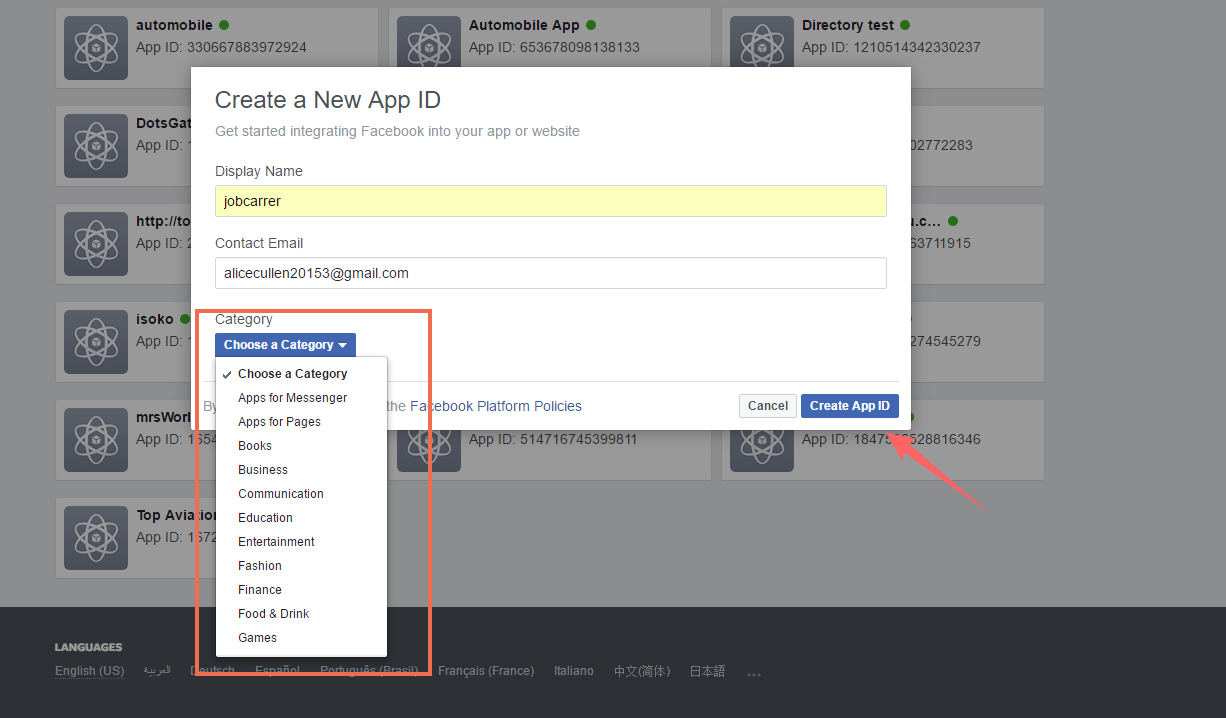 automobile
App ID: 330667883972924
Automobile App
App ID: 653678098138133
Directory test
App ID: 1210514342330237
Create a New App ID
Get started integrating Facebook into your app or website
Display Name
jobcarrer
Contact Email
alicecullen20153@gmail.com
Category
Choose a Category
Choose a Category
Apps for Messenger
Apps for Pages
Books
Business
Communication
Education
Entertainment
Fashion
Finance
Food & Drink
Games
By
the Facebook Platform Policies
Cancel
Create App ID
DotsGat
App ID: 1
02772283
http://to
App ID: 2
u.c...
63711915
isoko
App ID: 1
274545279
mrsWorl
App ID: 1654
App ID: 514716745399811
App ID: 1847 528816346
Top Aviation
App ID: 1672
LANGUAGES
English (US)
العربية
Deutsch
Español
Português (Brasil)
Français (France)
Italiano
中文(简体)
日本語
...